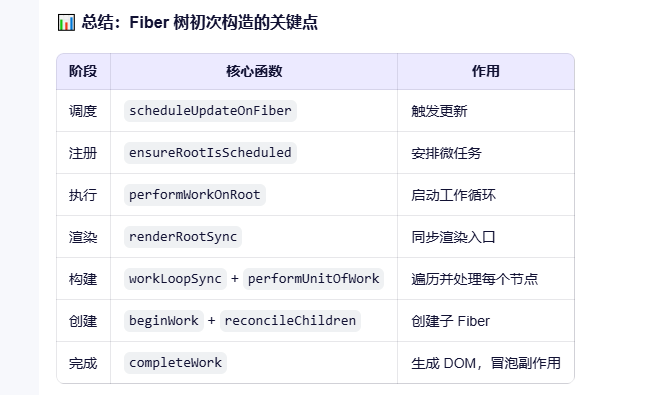 📊 总结：Fiber 树初次构造的关键点
阶段 核心函数 作用
调度 scheduleUpdateOnFiber 触发更新
注册 ensureRootIsScheduled 安排微任务
执行 performWorkOnRoot 启动工作循环
渲染 renderRootSync 同步渲染入口
构建 workLoopSync + performUnitOfWork 遍历并处理每个节点
创建 beginWork + reconcileChildren 创建子 Fiber
完成 completeWork 生成 DOM，冒泡副作用